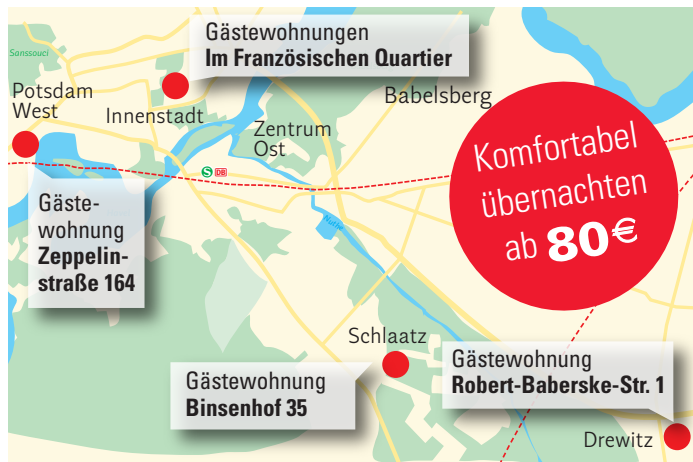 Gästewohnungen
Im Französischen Quartier
Sanssouci
Potsdam
West
Innenstadt
Babelsberg
Zentrum
Ost
Komfortabel
übernachten
ab 80€
S DB
Gäste-
wohnung
Zeppelin-
straße 164
Nuthe
Schlaatz
Gästewohnung
Binsenhof 35
Gästewohnung
Robert-Baberske-Str. 1
Drewitz